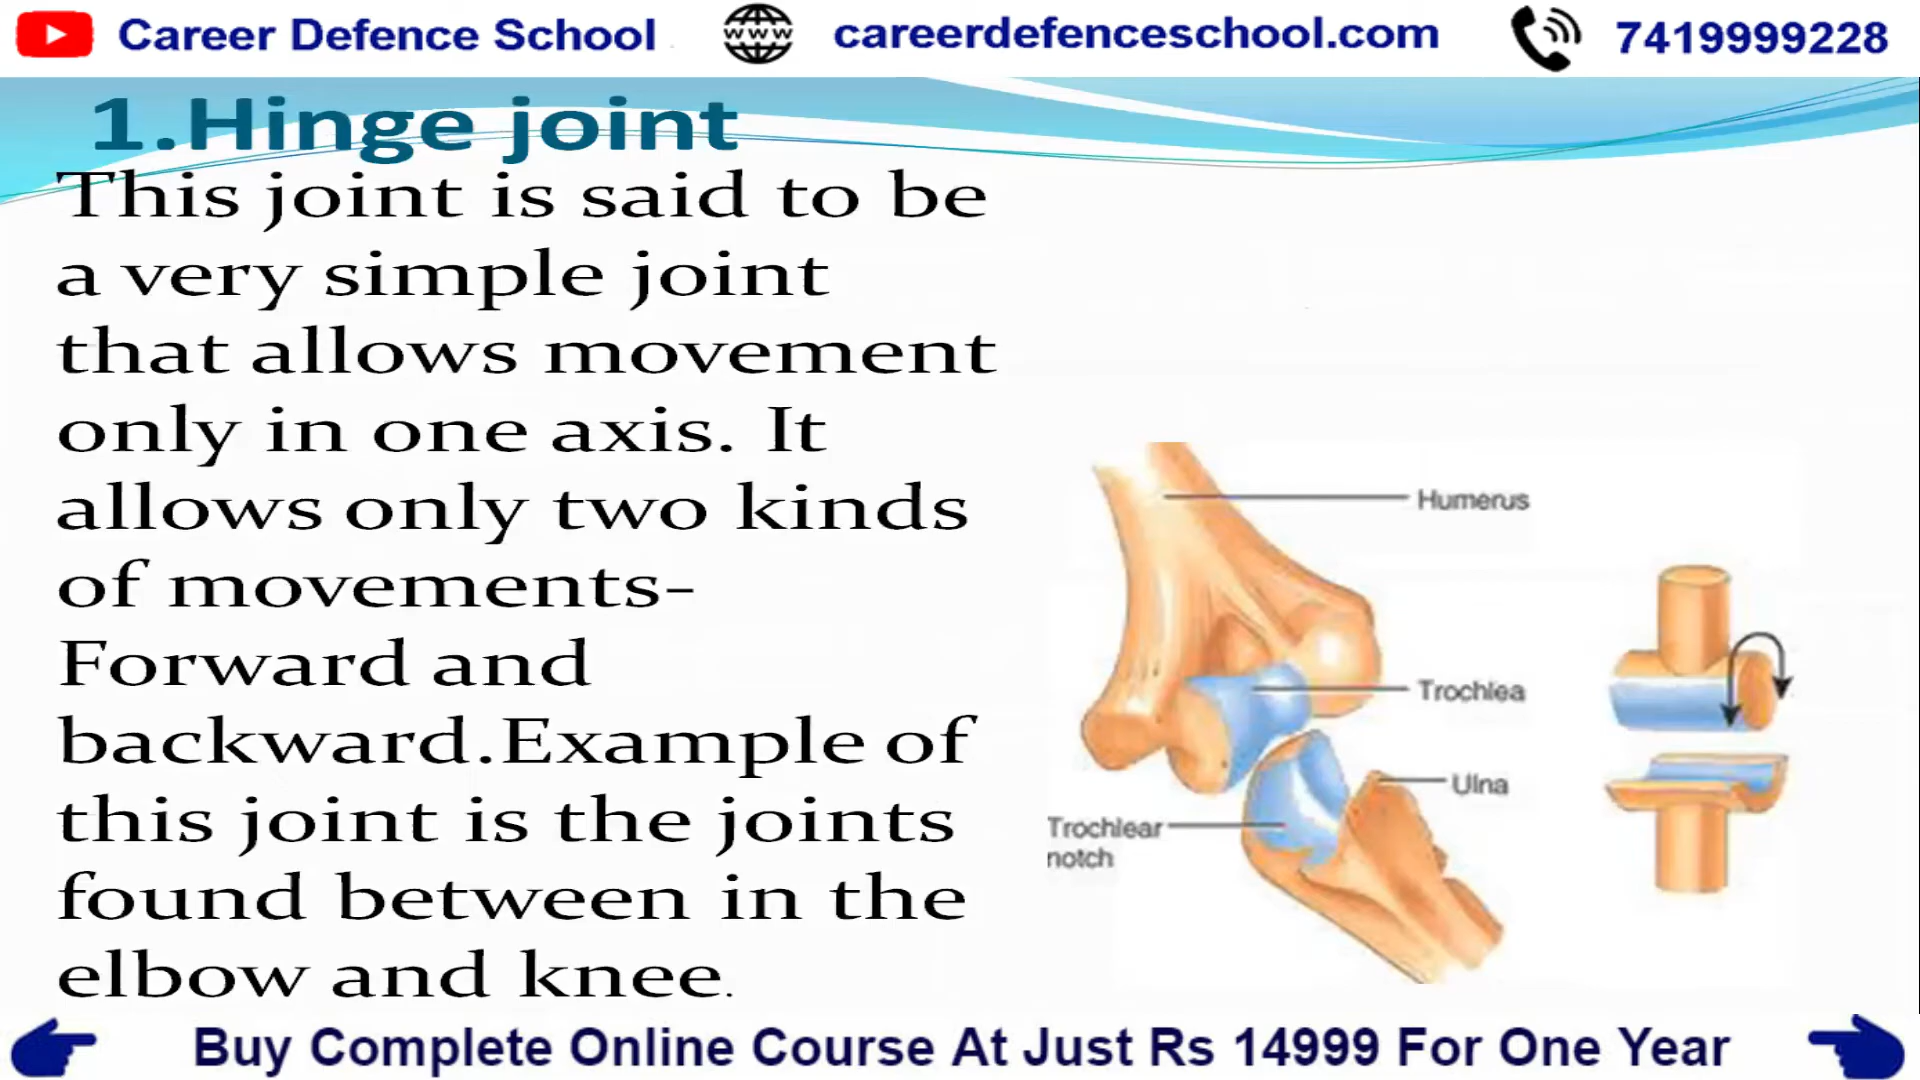 Career Defence School
www
careerdefenceschool.com
7419999228
1.Hinge joint
This joint is said to be
a very simple joint
that allows movement
only in one axis. It
allows only two kinds
of movements-
Forward and
backward.Example of
this joint is the joints
found between in the
elbow and knee.
Humerus
Trochlea
Ulna
Trochlear
notch
Buy Complete Online Course At Just Rs 14999 For One Year